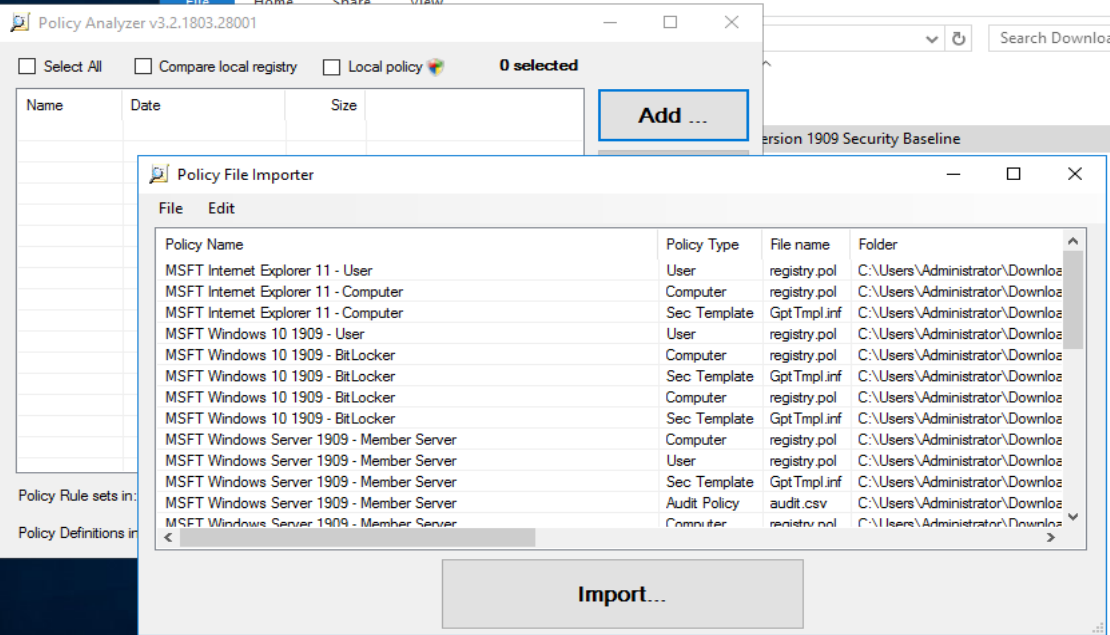 File Home Share View
Policy Analyzer v3.2.1803.28001
Search Downloa
Select All Compare local registry Local policy 0 selected
Name Date Size
Add ...
ersion 1909 Security Baseline
Policy File Importer
File Edit
Policy Name Policy Type File name Folder
MSFT Internet Explorer 11 - User User registry.pol C:\Users\Administrator\Downloa
MSFT Internet Explorer 11 - Computer Computer registry.pol C:\Users\Administrator\Downloa
MSFT Internet Explorer 11 - Computer Sec Template GptTmpl.inf C:\Users\Administrator\Downloa
MSFT Windows 10 1909 - User User registry.pol C:\Users\Administrator\Downloa
MSFT Windows 10 1909 - BitLocker Computer registry.pol C:\Users\Administrator\Downloa
MSFT Windows 10 1909 - BitLocker Sec Template GptTmpl.inf C:\Users\Administrator\Downloa
MSFT Windows 10 1909 - BitLocker Computer registry.pol C:\Users\Administrator\Downloa
MSFT Windows 10 1909 - BitLocker Sec Template GptTmpl.inf C:\Users\Administrator\Downloa
MSFT Windows Server 1909 - Member Server Computer registry.pol C:\Users\Administrator\Downloa
MSFT Windows Server 1909 - Member Server User registry.pol C:\Users\Administrator\Downloa
MSFT Windows Server 1909 - Member Server Sec Template GptTmpl.inf C:\Users\Administrator\Downloa
MSFT Windows Server 1909 - Member Server Audit Policy audit.csv C:\Users\Administrator\Downloa
MSFT Windows Server 1909 - Member Server Computer registry.pol C:\Users\Administrator\Downloa
Policy Rule sets in:
Policy Definitions in
Import...